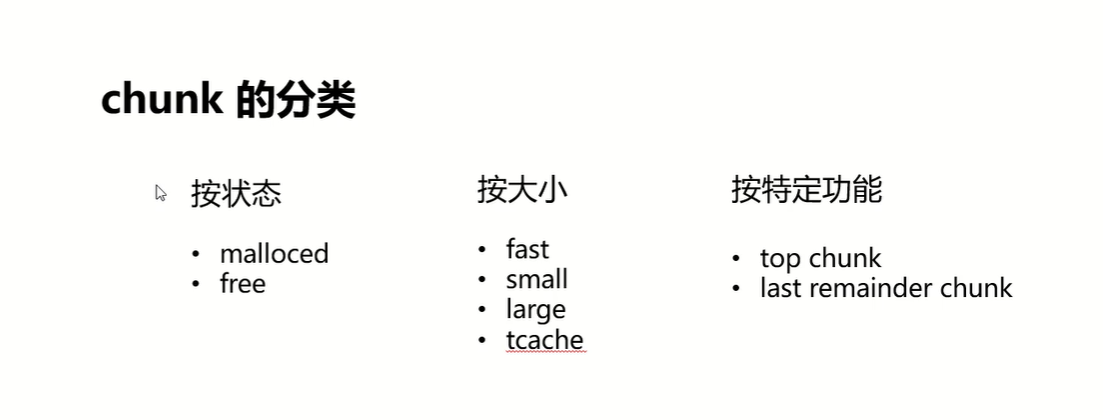 chunk 的分类
按状态
• malloced
• free
按大小
• fast
• small
• large
• tcache
按特定功能
• top chunk
• last remainder chunk